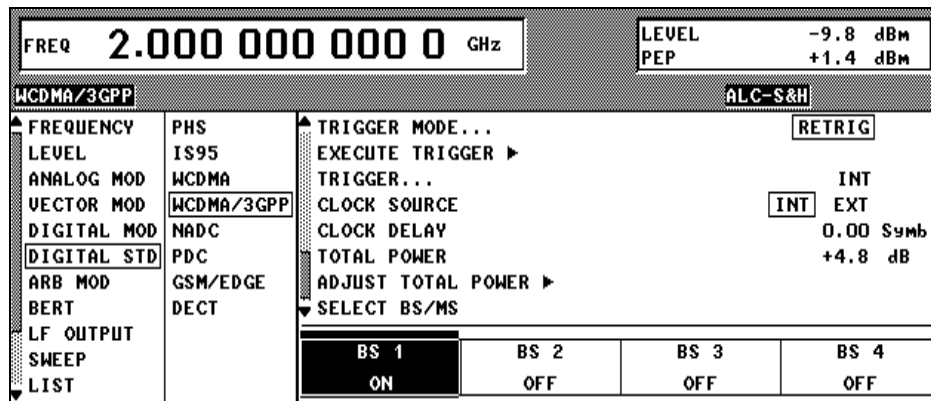 FREQ 2.000 000 000 0 GHz
LEVEL -9.8 dBm
PEP +1.4 dBm
WCDMA/3GPP ALC-S&H
FREQUENCY PHS TRIGGER MODE... RETRIG
LEVEL IS95 EXECUTE TRIGGER ▶
ANALOG MOD WCDMA TRIGGER... INT
VECTOR MOD WCDMA/3GPP CLOCK SOURCE INT EXT
DIGITAL MOD NADC CLOCK DELAY 0.00 Symb
DIGITAL STD PDC TOTAL POWER +4.8 dB
ARB MOD GSM/EDGE ADJUST TOTAL POWER ▶
BERT DECT SELECT BS/MS
LF OUTPUT
SWEEP BS 1 BS 2 BS 3 BS 4
LIST ON OFF OFF OFF